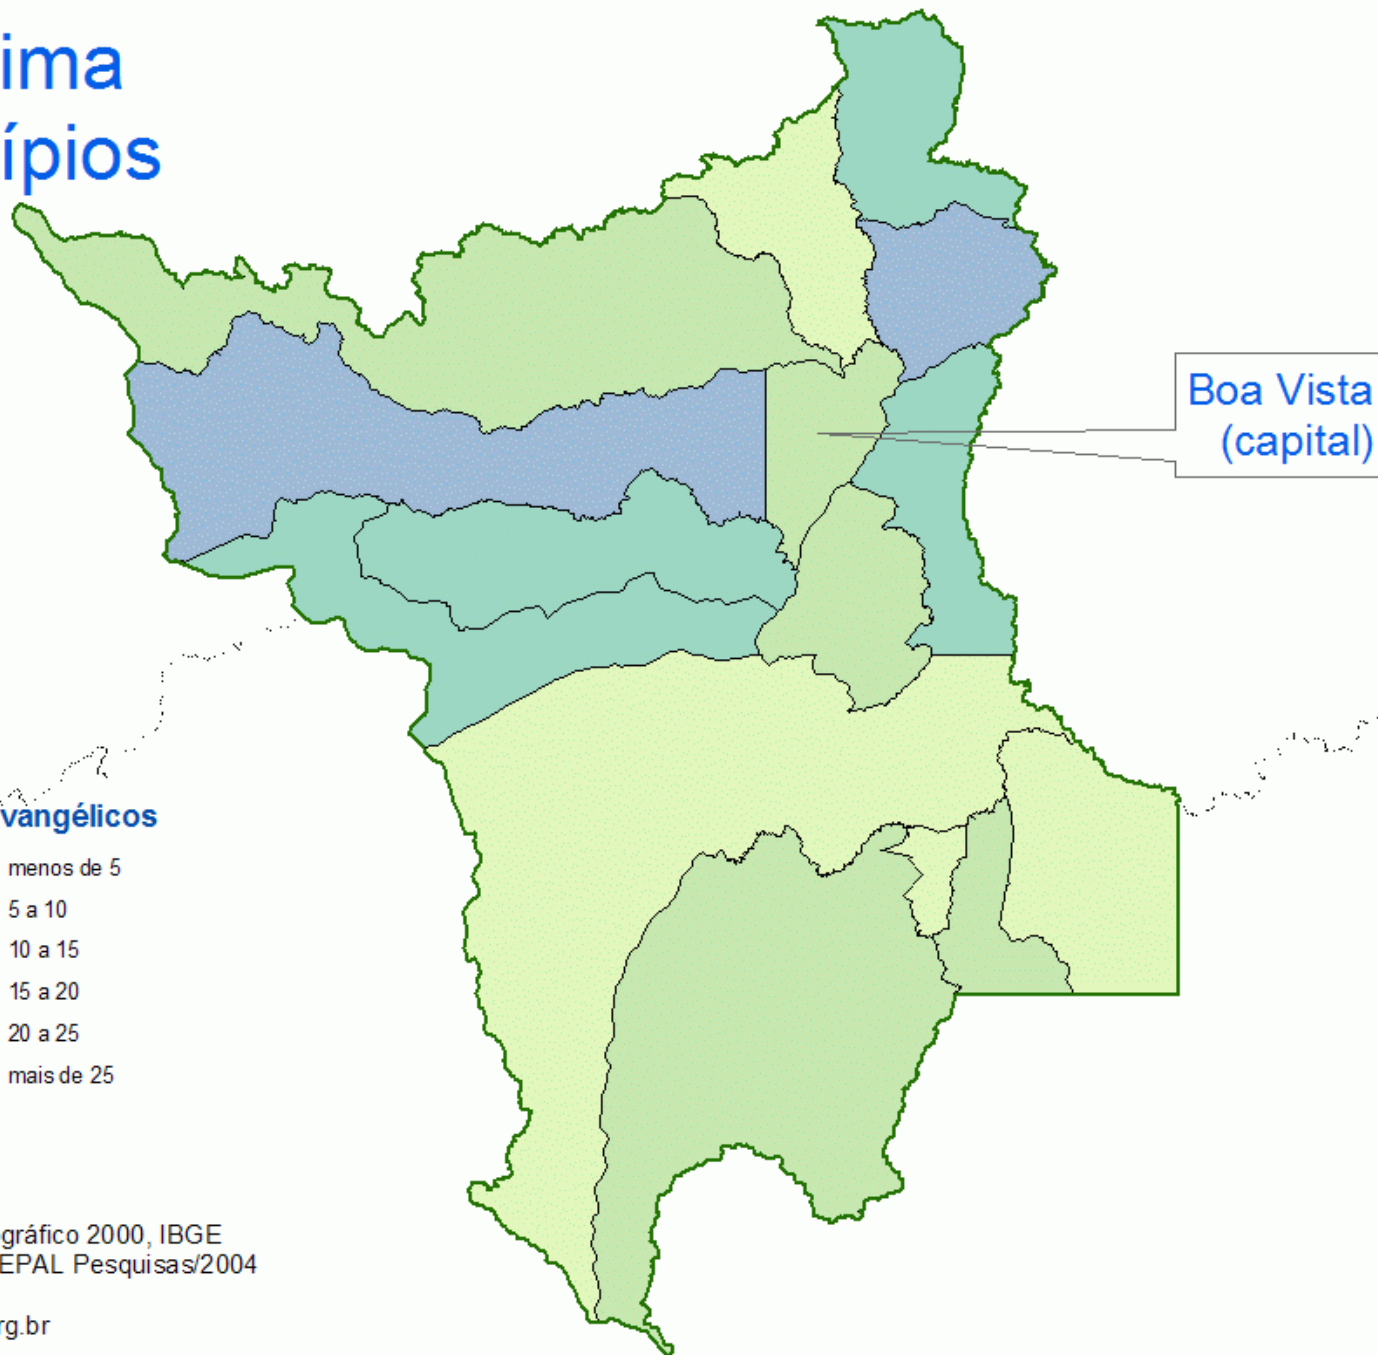 ima
ípios
Boa Vista
(capital)
vangélicos
menos de 5
5 a 10
10 a 15
15 a 20
20 a 25
mais de 25
gráfico 2000, IBGE
EPAL Pesquisas/2004
rg.br